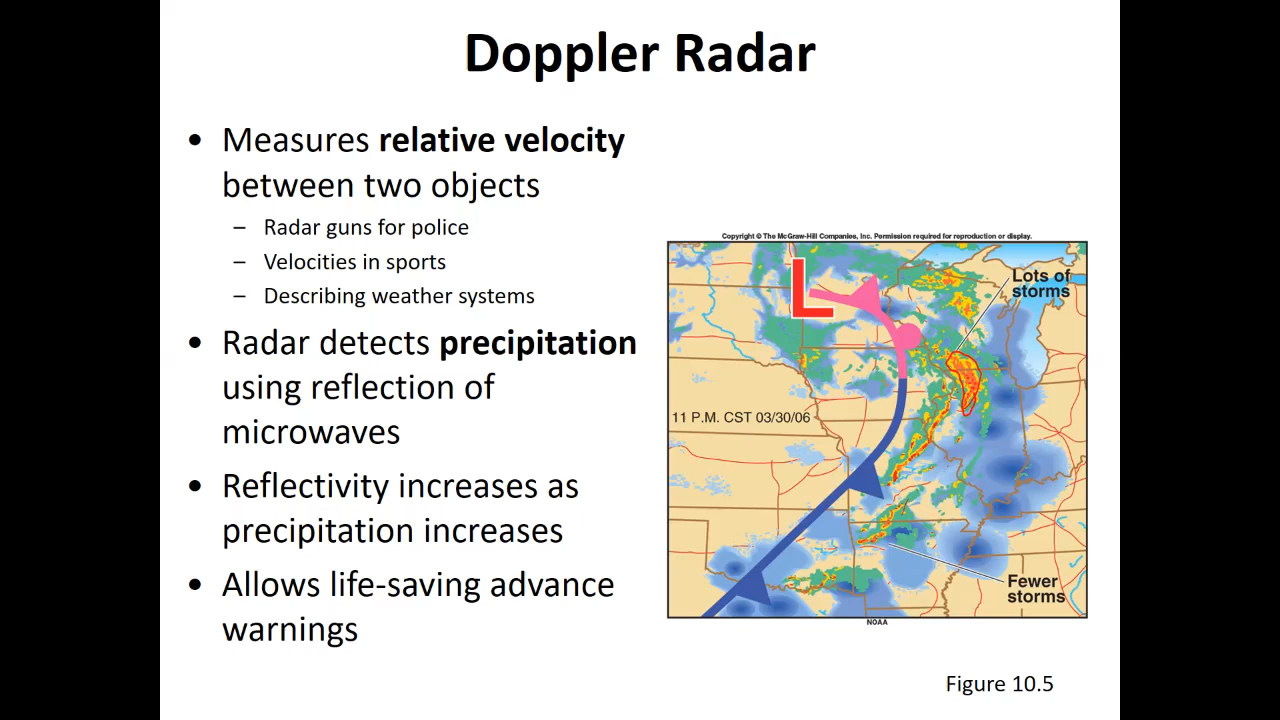 Doppler Radar
• Measures relative velocity
between two objects
– Radar guns for police
– Velocities in sports
– Describing weather systems
• Radar detects precipitation
using reflection of
microwaves
• Reflectivity increases as
precipitation increases
• Allows life-saving advance
warnings
Copyright © The McGraw-Hill Companies, Inc. Permission required for reproduction or display.
L
Lots of
storms
11 P.M. CST 03/30/06
Fewer
storms
NOAA
Figure 10.5